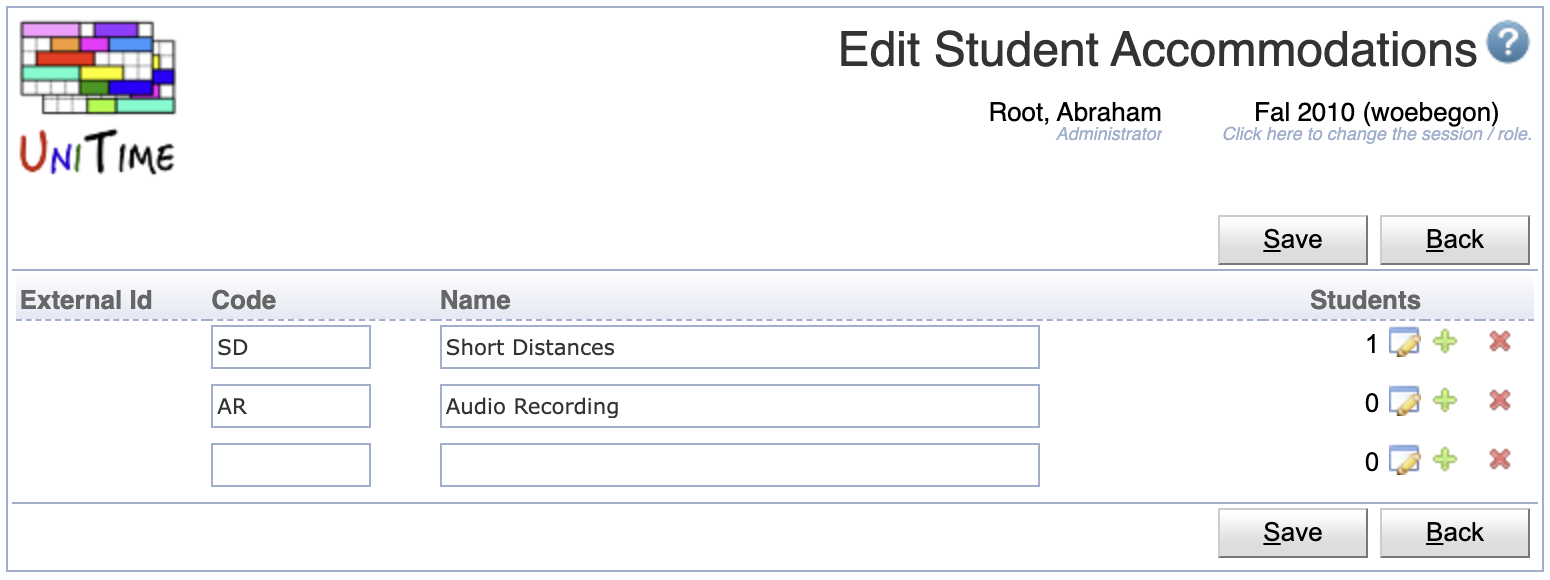 Edit Student Accommodations ?
Root, Abraham Fal 2010 (woebegon)
Administrator Click here to change the session / role.
UNITIME
Save Back
External Id Code Name Students
SD Short Distances 1
AR Audio Recording 0
0
Save Back